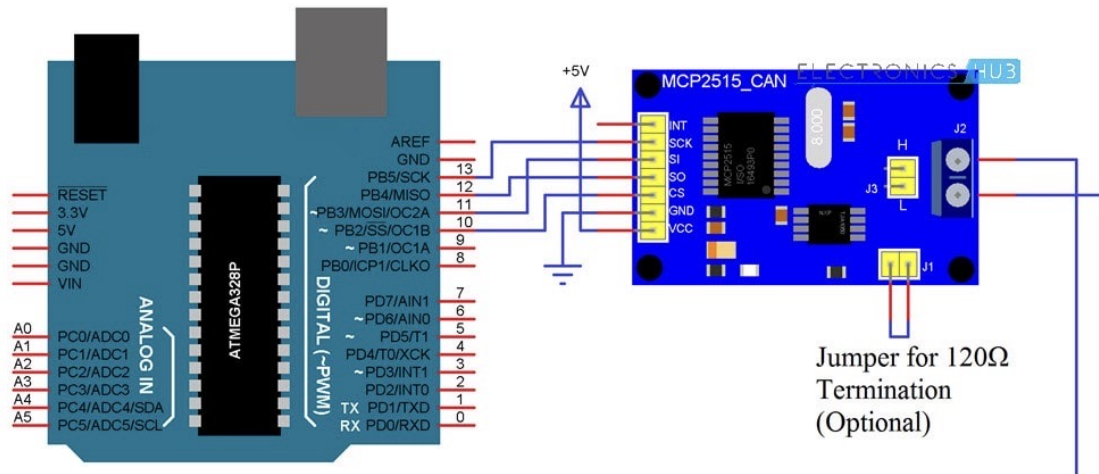 ELECTRONICS HU3
+5V
MCP2515_CAN
INT
SCK
SI
SO
CS
GND
VCC
MCP2515
I/SO
16493P0
8.000
H
J3
L
J2
NXP
J1
Jumper for 120Ω
Termination
(Optional)
RESET
3.3V
5V
GND
GND
VIN
A0 PC0/ADC0
A1 PC1/ADC1
A2 PC2/ADC2
A3 PC3/ADC3
A4 PC4/ADC4/SDA
A5 PC5/ADC5/SCL
ANALOG IN
ATMEGA328P
DIGITAL (~PWM)
AREF
GND
PB5/SCK 13
PB4/MISO 12
~PB3/MOSI/OC2A 11
~ PB2/SS/OC1B 10
~ PB1/OC1A 9
PB0/ICP1/CLKO 8
PD7/AIN1 7
~ PD6/AIN0 6
~ PD5/T1 5
PD4/T0/XCK 4
~ PD3/INT1 3
PD2/INT0 2
TX PD1/TXD 1
RX PD0/RXD 0